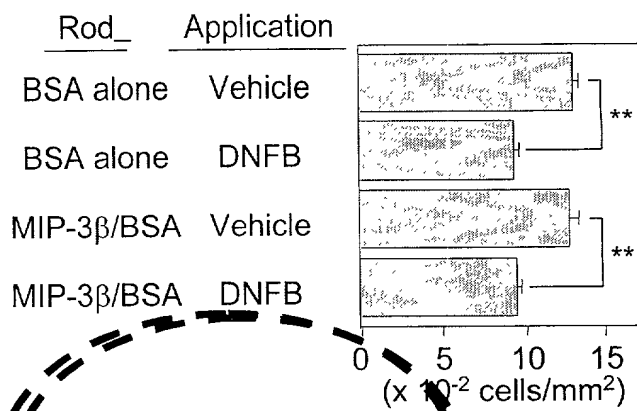 Rod_ Application
BSA alone Vehicle
**
BSA alone DNFB
MIP-3β/BSA Vehicle
**
MIP-3β/BSA DNFB
0 5 10 15
(x 10-2 cells/mm2)